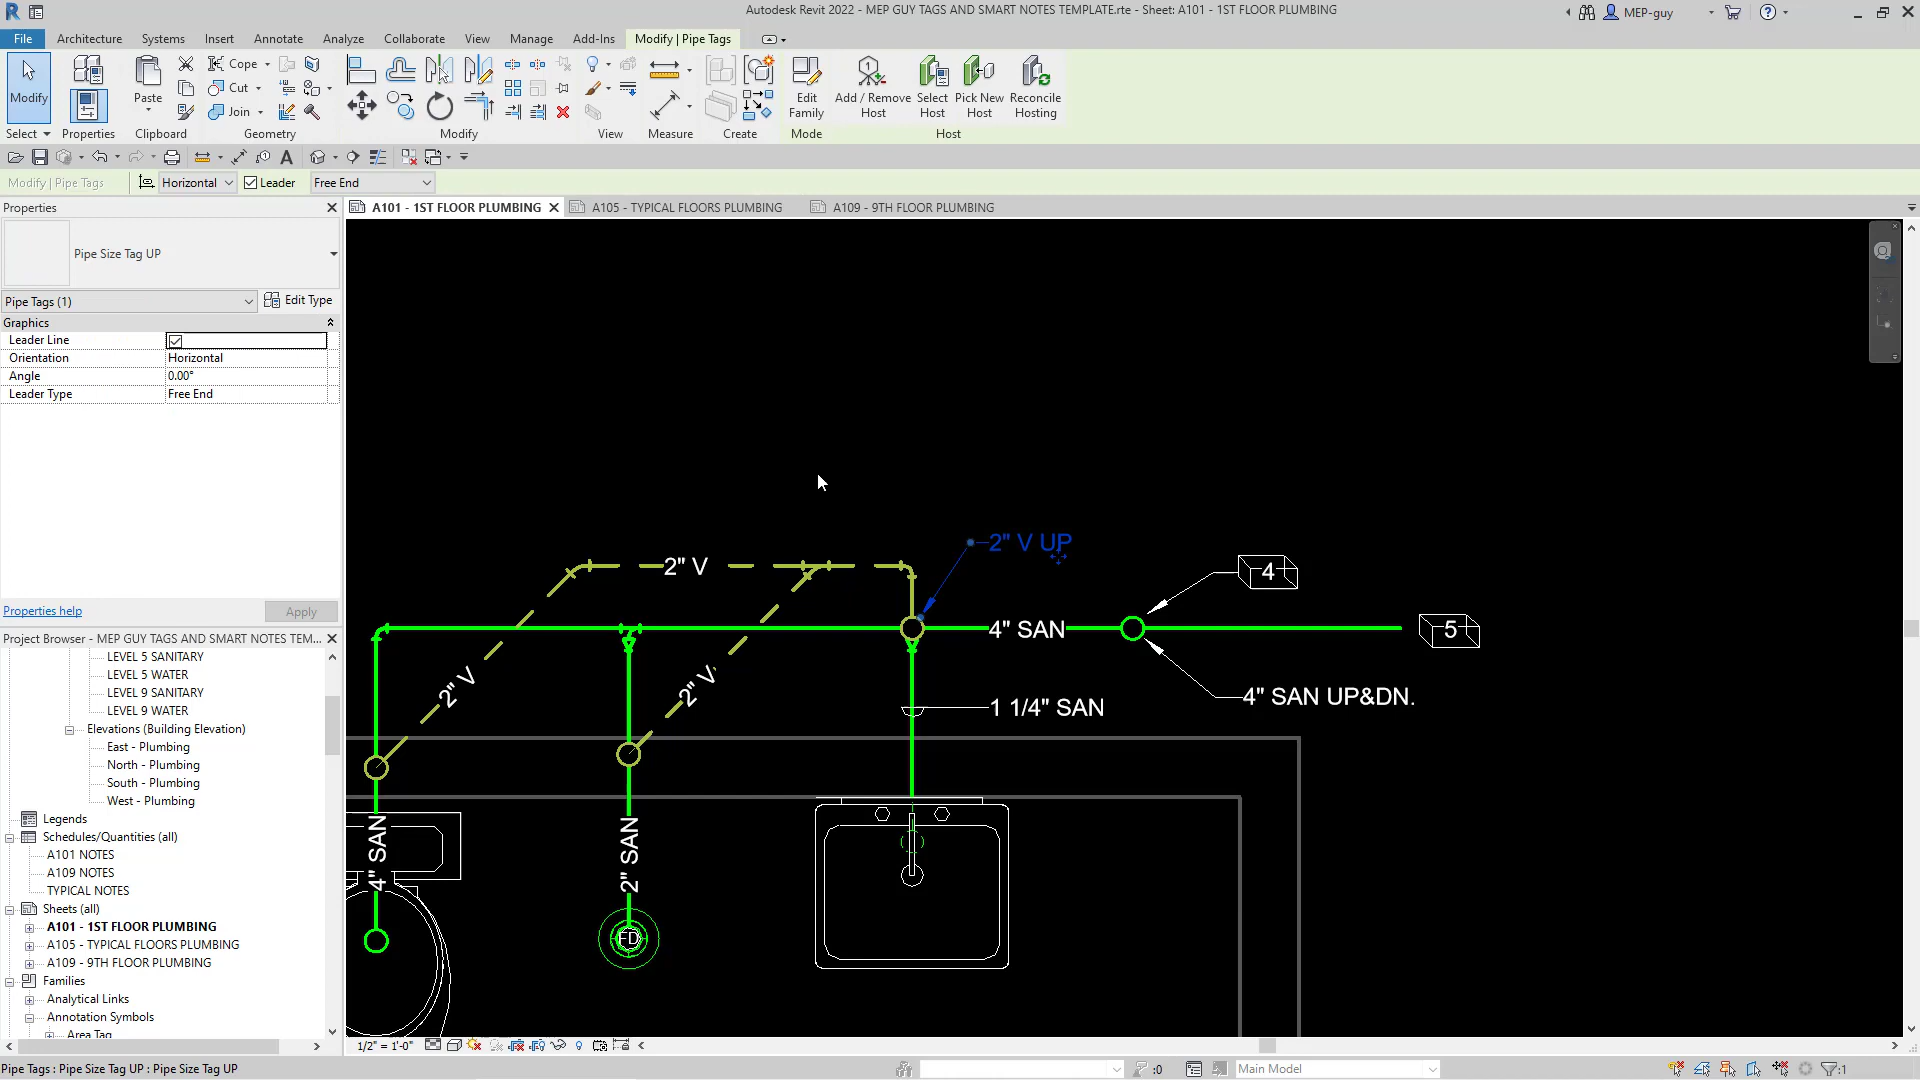 Autodesk Revit 2022 - MEP GUY TAGS AND SMART NOTES TEMPLATE.rte - Sheet: A101 - 1ST FLOOR PLUMBING
MEP-guy
File Architecture Systems Insert Annotate Analyze Collaborate View Manage Add-Ins Modify | Pipe Tags
Cope
Cut
Join
Modify
Paste
Edit Family
Add / Remove Host
Select Host
Pick New Host
Reconcile Hosting
Select Properties Clipboard Geometry Modify View Measure Create Mode Host
Modify | Pipe Tags Horizontal Leader Free End
Properties
A101 - 1ST FLOOR PLUMBING A105 - TYPICAL FLOORS PLUMBING A109 - 9TH FLOOR PLUMBING
Pipe Size Tag UP
Pipe Tags (1) Edit Type
Graphics
Leader Line
Orientation Horizontal
Angle 0.00°
Leader Type Free End
Properties help Apply
Project Browser - MEP GUY TAGS AND SMART NOTES TEM...
LEVEL 5 SANITARY
LEVEL 5 WATER
LEVEL 9 SANITARY
LEVEL 9 WATER
Elevations (Building Elevation)
East - Plumbing
North - Plumbing
South - Plumbing
West - Plumbing
Legends
Schedules/Quantities (all)
A101 NOTES
A109 NOTES
TYPICAL NOTES
Sheets (all)
A101 - 1ST FLOOR PLUMBING
A105 - TYPICAL FLOORS PLUMBING
A109 - 9TH FLOOR PLUMBING
Families
Analytical Links
Annotation Symbols
Area Tag
2" V UP
2" V
4
4" SAN
5
2" V
2" V
4" SAN UP&DN.
1 1/4" SAN
4" SAN
2" SAN
FD
1/2" = 1'-0"
Pipe Tags : Pipe Size Tag UP : Pipe Size Tag UP
:0
Main Model
:1